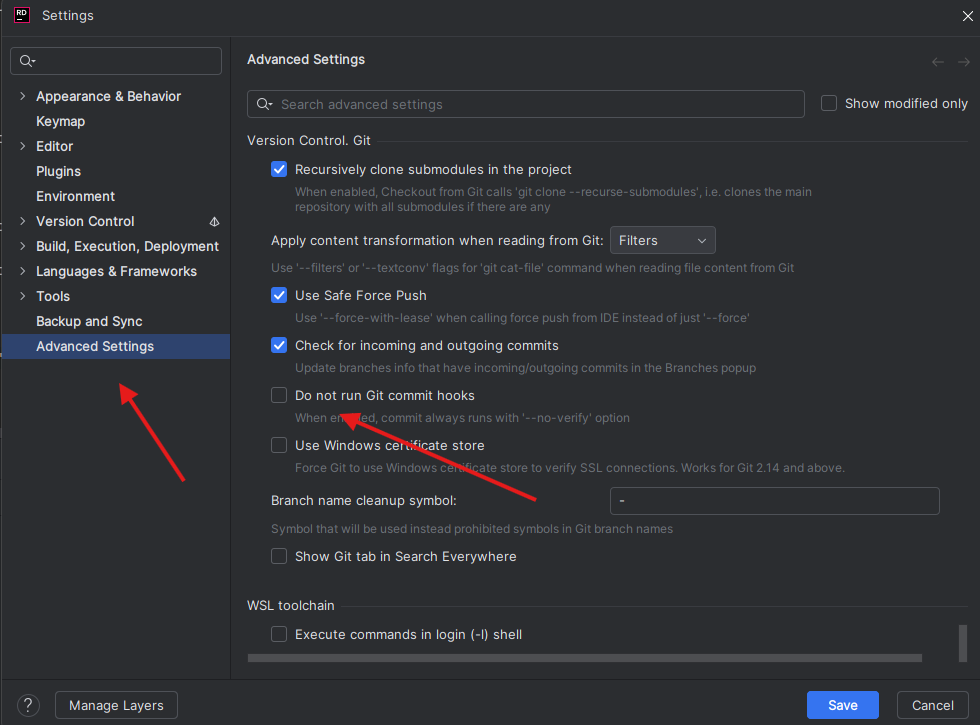 RD
Settings
Appearance & Behavior
Keymap
Editor
Plugins
Environment
Version Control
Build, Execution, Deployment
Languages & Frameworks
Tools
Backup and Sync
Advanced Settings
Advanced Settings
Search advanced settings
Show modified only
Version Control. Git
Recursively clone submodules in the project
When enabled, Checkout from Git calls 'git clone --recurse-submodules', i.e. clones the main
repository with all submodules if there are any
Apply content transformation when reading from Git: Filters
Use '--filters' or '--textconv' flags for 'git cat-file' command when reading file content from Git
Use Safe Force Push
Use '--force-with-lease' when calling force push from IDE instead of just '--force'
Check for incoming and outgoing commits
Update branches info that have incoming/outgoing commits in the Branches popup
Do not run Git commit hooks
When enabled, commit always runs with '--no-verify' option
Use Windows certificate store
Force Git to use Windows certificate store to verify SSL connections. Works for Git 2.14 and above.
Branch name cleanup symbol: -
Symbol that will be used instead prohibited symbols in Git branch names
Show Git tab in Search Everywhere
WSL toolchain
Execute commands in login (-l) shell
? Manage Layers Save Cancel